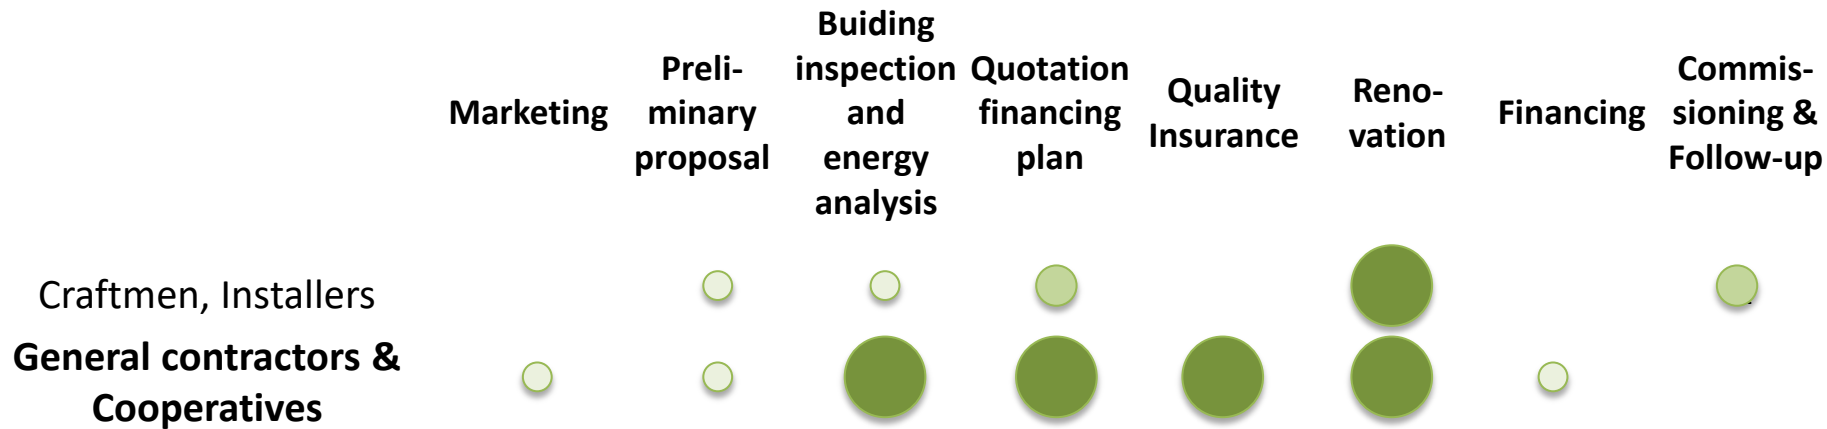 Marketing
Preli-
minary
proposal
Buiding
inspection
and
energy
analysis
Quotation
financing
plan
Quality
Insurance
Reno-
vation
Financing
Commis-
sioning &
Follow-up
Craftmen, Installers
General contractors &
Cooperatives